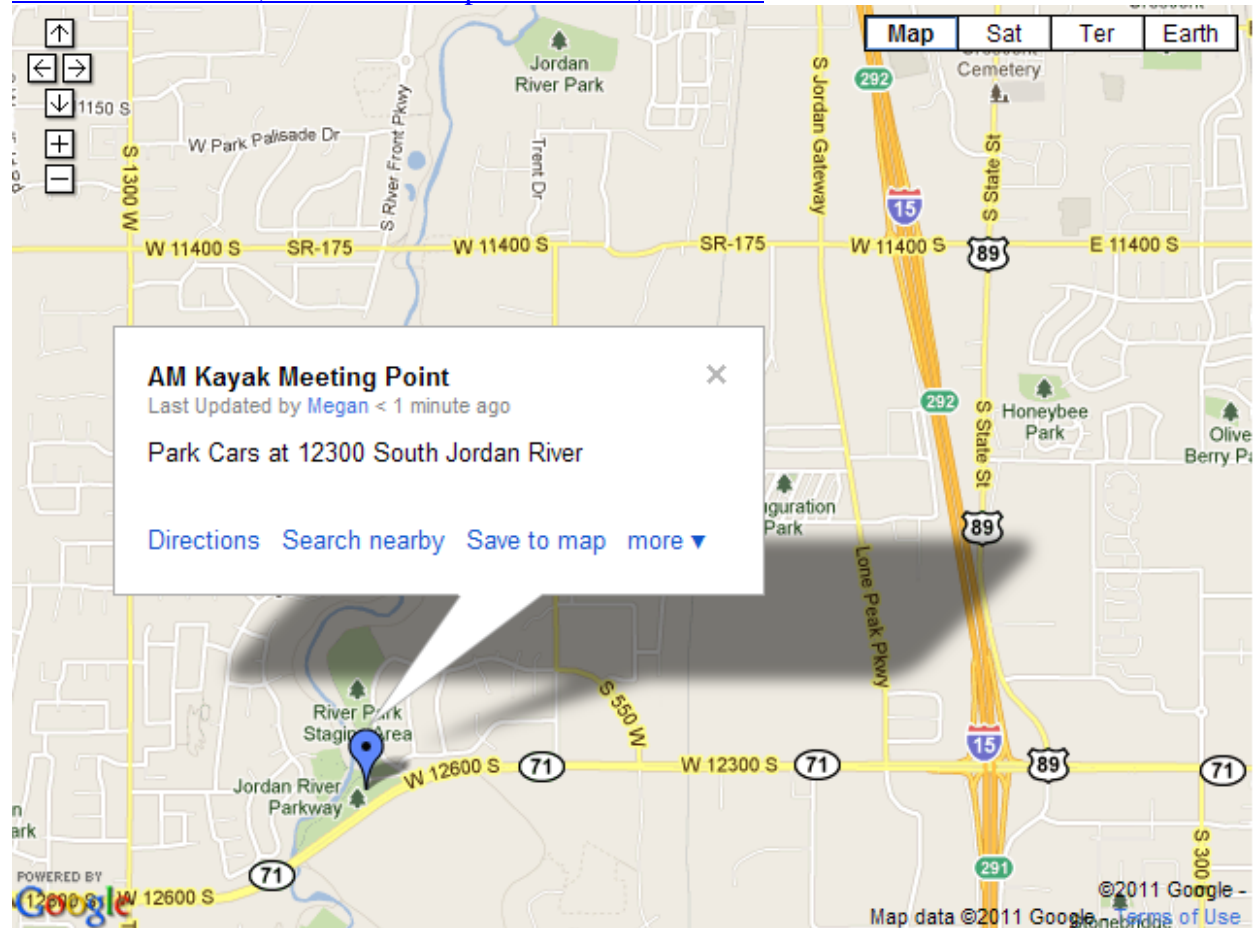 Map Sat Ter Earth
Jordan
River Park
292
Cemetery
1150 S
W Park Palisade Dr
S River Front Pkwy
Trent Dr
S Jordan Gateway
S State St
S 1300 W
15
W 11400 S SR-175 W 11400 S SR-175 W 11400 S 89 E 11400 S
AM Kayak Meeting Point
Last Updated by Megan < 1 minute ago
Park Cars at 12300 South Jordan River
Directions Search nearby Save to map more
292
S State St
Honeybee
Park
Olive
Berry
Park
89
Lone Peak Pkwy
River Park
Staging Area
S 550 W
15
W 12600 S 71 W 12300 S 71 89 71
Jordan River
Parkway
ark
71
291
S 300
POWERED BY
Google
W 12600 S
©2011 Google -
Map data ©2011 Google - Terms of Use